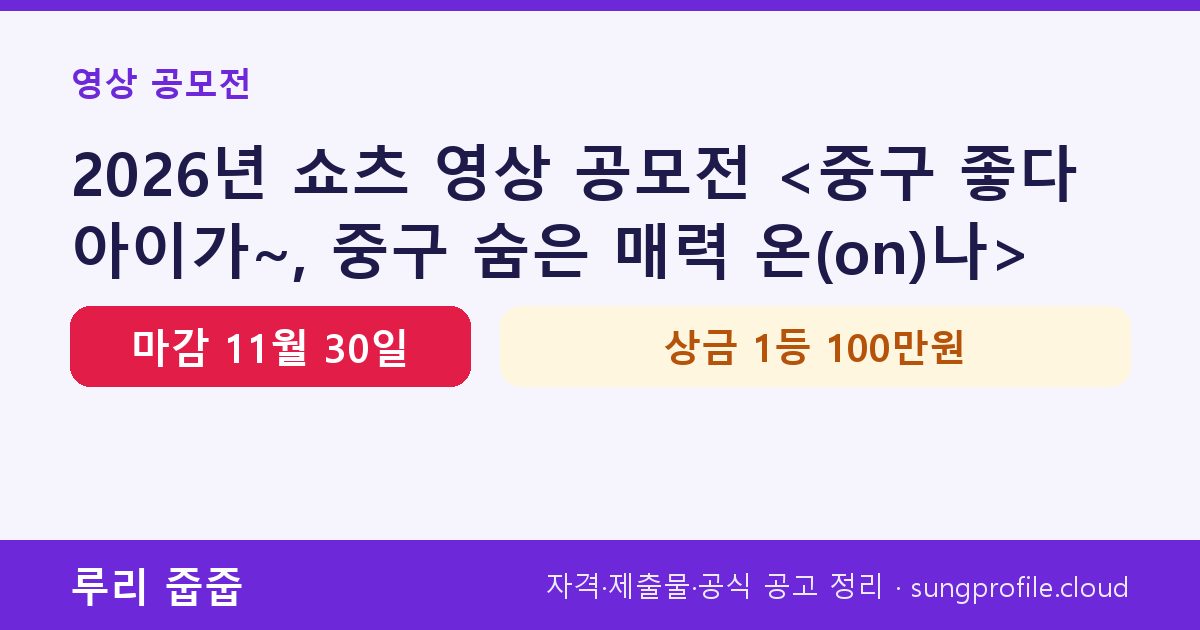 영상 공모전
2026년 쇼츠 영상 공모전 <중구 좋다
아이가~, 중구 숨은 매력 온(on)나>
마감 11월 30일
상금 1등 100만원
루리 줍줍
자격·제출물·공식 공고 정리 · sungprofile.cloud